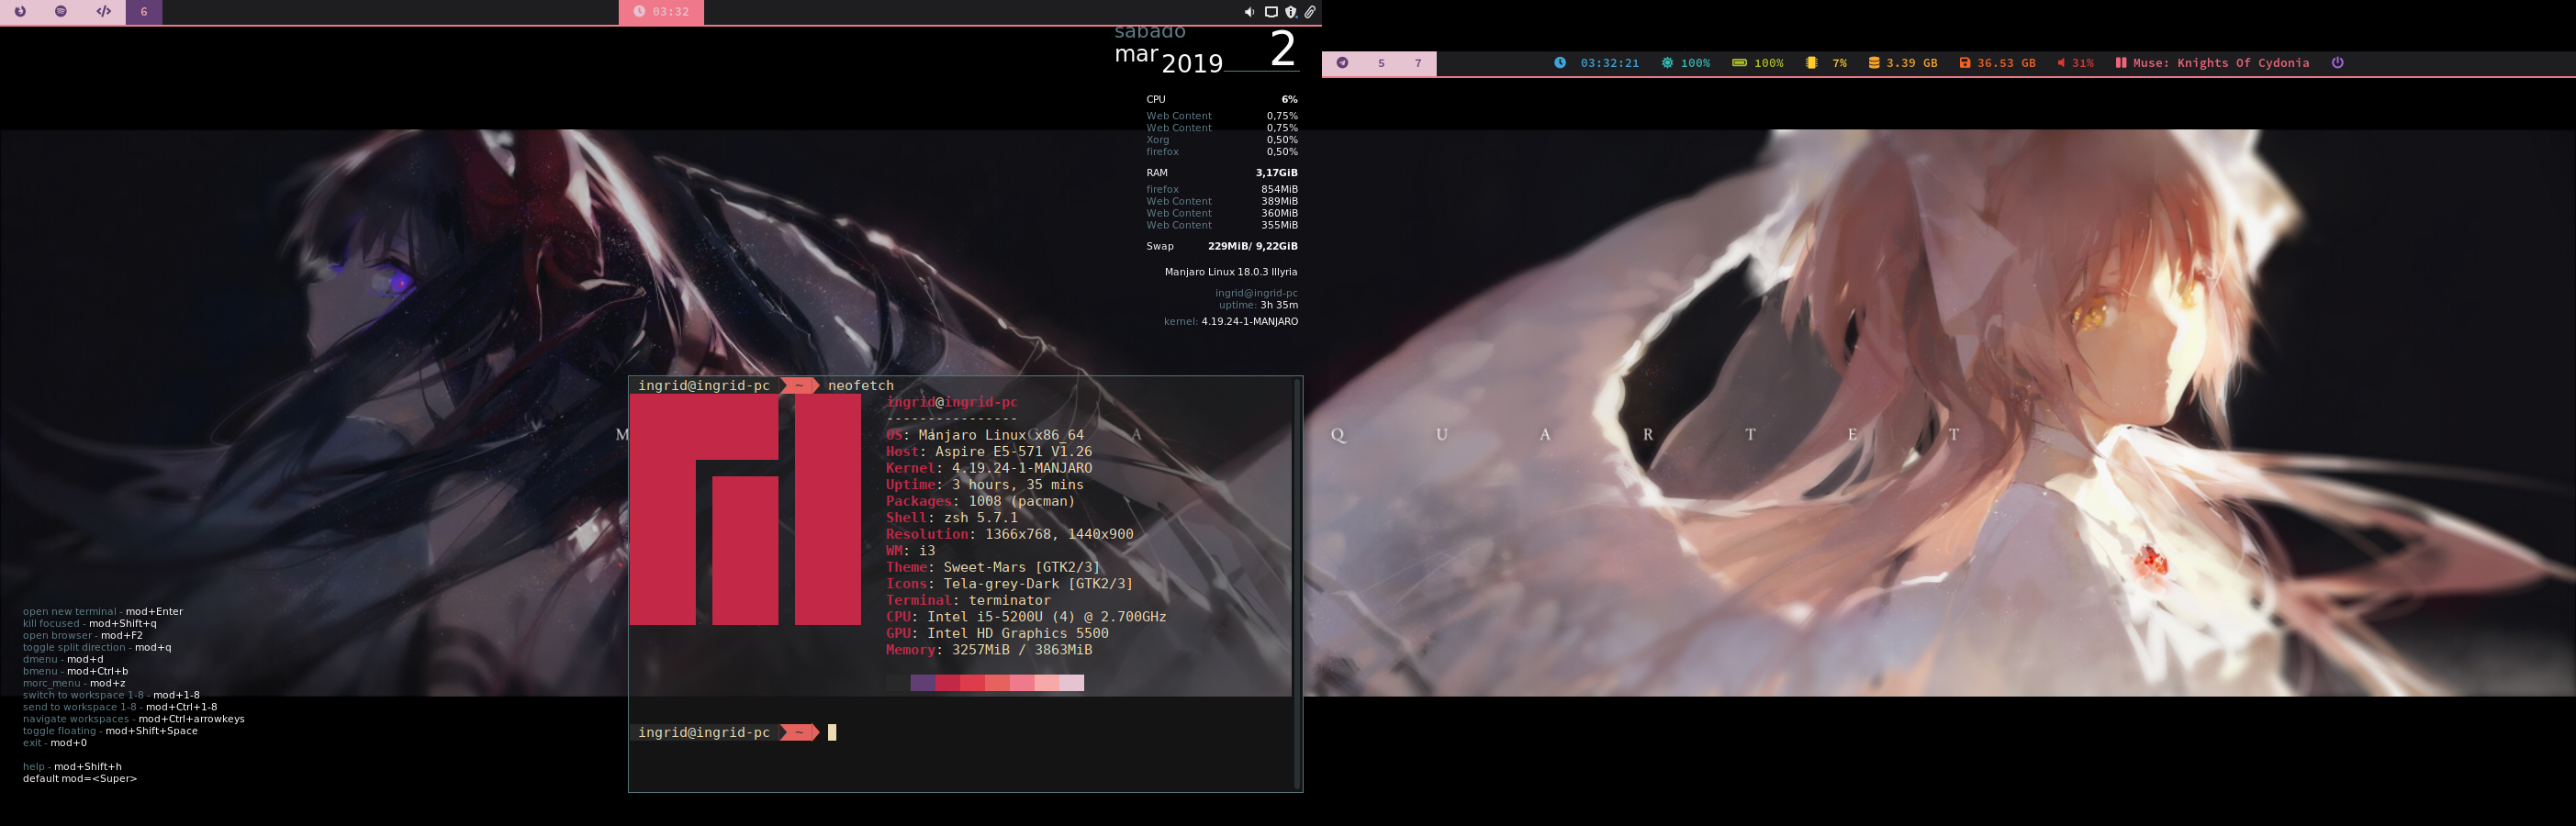 6
03:32
sábado
mar 2019 2
CPU 6%
Web Content 0,75%
Web Content 0,75%
Xorg 0,50%
firefox 0,50%
RAM 3,17GiB
firefox 854MiB
Web Content 389MiB
Web Content 360MiB
Web Content 355MiB
Swap 229MiB/ 9,22GiB
Manjaro Linux 18.0.3 Illyria
ingrid@ingrid-pc
uptime: 3h 35m
kernel: 4.19.24-1-MANJARO
ingrid@ingrid-pc ~ neofetch
ingrid@ingrid-pc
----------------
OS: Manjaro Linux x86_64
Host: Aspire E5-571 V1.26
Kernel: 4.19.24-1-MANJARO
Uptime: 3 hours, 35 mins
Packages: 1008 (pacman)
Shell: zsh 5.7.1
Resolution: 1366x768, 1440x900
WM: i3
Theme: Sweet-Mars [GTK2/3]
Icons: Tela-grey-Dark [GTK2/3]
Terminal: terminator
CPU: Intel i5-5200U (4) @ 2.700GHz
GPU: Intel HD Graphics 5500
Memory: 3257MiB / 3863MiB
ingrid@ingrid-pc ~
open new terminal - mod+Enter
kill focused - mod+Shift+q
open browser - mod+F2
toggle split direction - mod+q
dmenu - mod+d
bmenu - mod+Ctrl+b
morc_menu - mod+z
switch to workspace 1-8 - mod+1-8
send to workspace 1-8 - mod+Ctrl+1-8
navigate workspaces - mod+Ctrl+arrowkeys
toggle floating - mod+Shift+Space
exit - mod+0
help - mod+Shift+h
default mod=<Super>
5 7
03:32:21 100% 100% 7% 3.39 GB 36.53 GB 31% Muse: Knights Of Cydonia
M G A Q U A R T E T